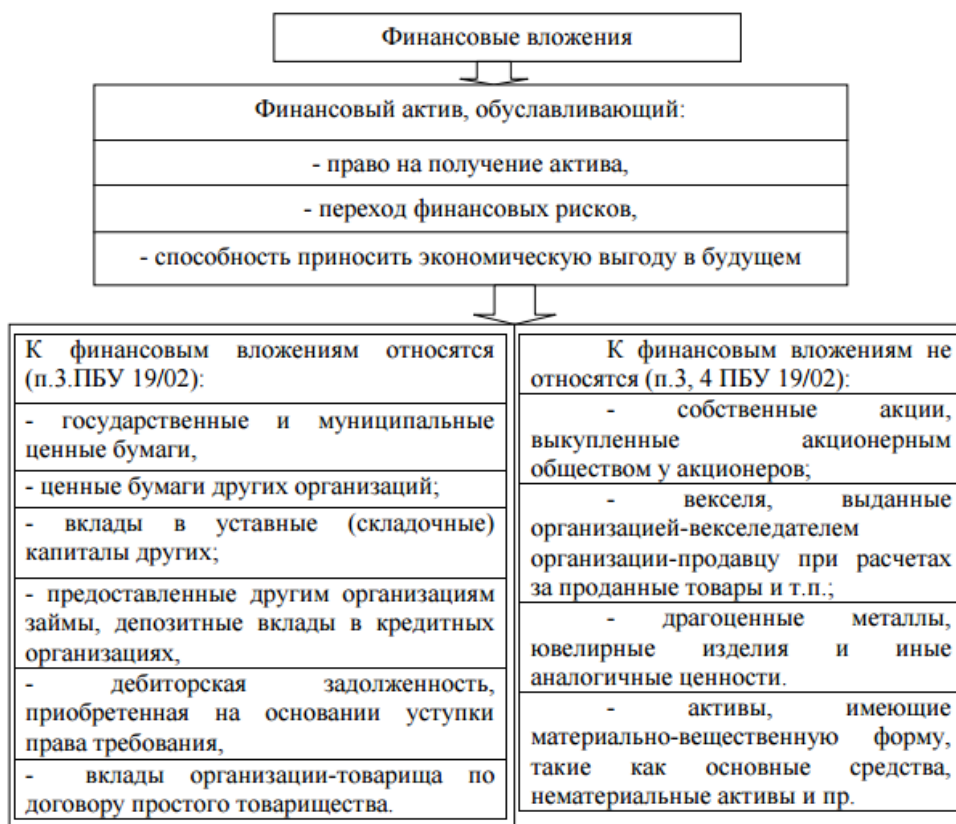 Финансовые вложения
Финансовый актив, обуславливающий:
- право на получение актива,
- переход финансовых рисков,
- способность приносить экономическую выгоду в будущем
К финансовым вложениям относятся
(п.3.ПБУ 19/02):
- государственные и муниципальные
ценные бумаги,
- ценные бумаги других организаций;
- вклады в уставные (складочные)
капиталы других;
- предоставленные другим организациям
займы, депозитные вклады в кредитных
организациях,
- дебиторская задолженность,
приобретенная на основании уступки
права требования,
- вклады организации-товарища по
договору простого товарищества.
К финансовым вложениям не
относятся (п.3, 4 ПБУ 19/02):
- собственные акции,
выкупленные акционерным
обществом у акционеров;
- векселя, выданные
организацией-векселедателем
организации-продавцу при расчетах
за проданные товары и т.п.;
- драгоценные металлы,
ювелирные изделия и иные
аналогичные ценности.
- активы, имеющие
материально-вещественную форму,
такие как основные средства,
нематериальные активы и пр.